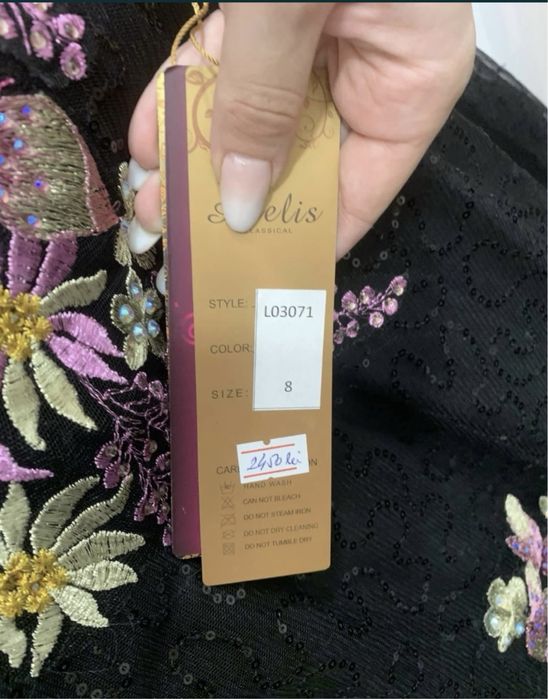 LASSICAL
STYLE: L03071
COLOR:
SIZE: 8
2450 lei
HAND WASH
CAN NOT BLEACH
DO NOT STEAM IRON
DO NOT DRY CLEANING
DO NOT TUMBLE DRY